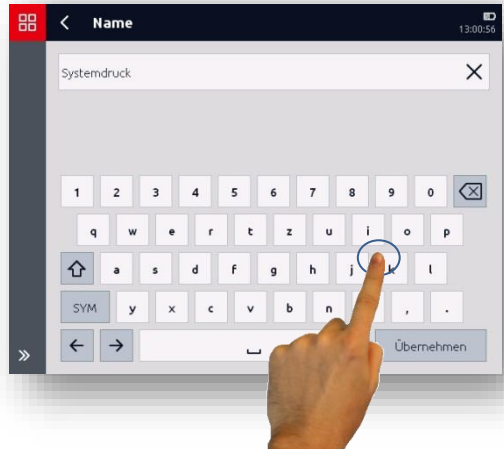 Name
13:00:56
Systemdruck
1 2 3 4 5 6 7 8 9 0
q w e r t z u i o p
a s d f g h j k l
SYM y x c v b n , .
Übernehmen